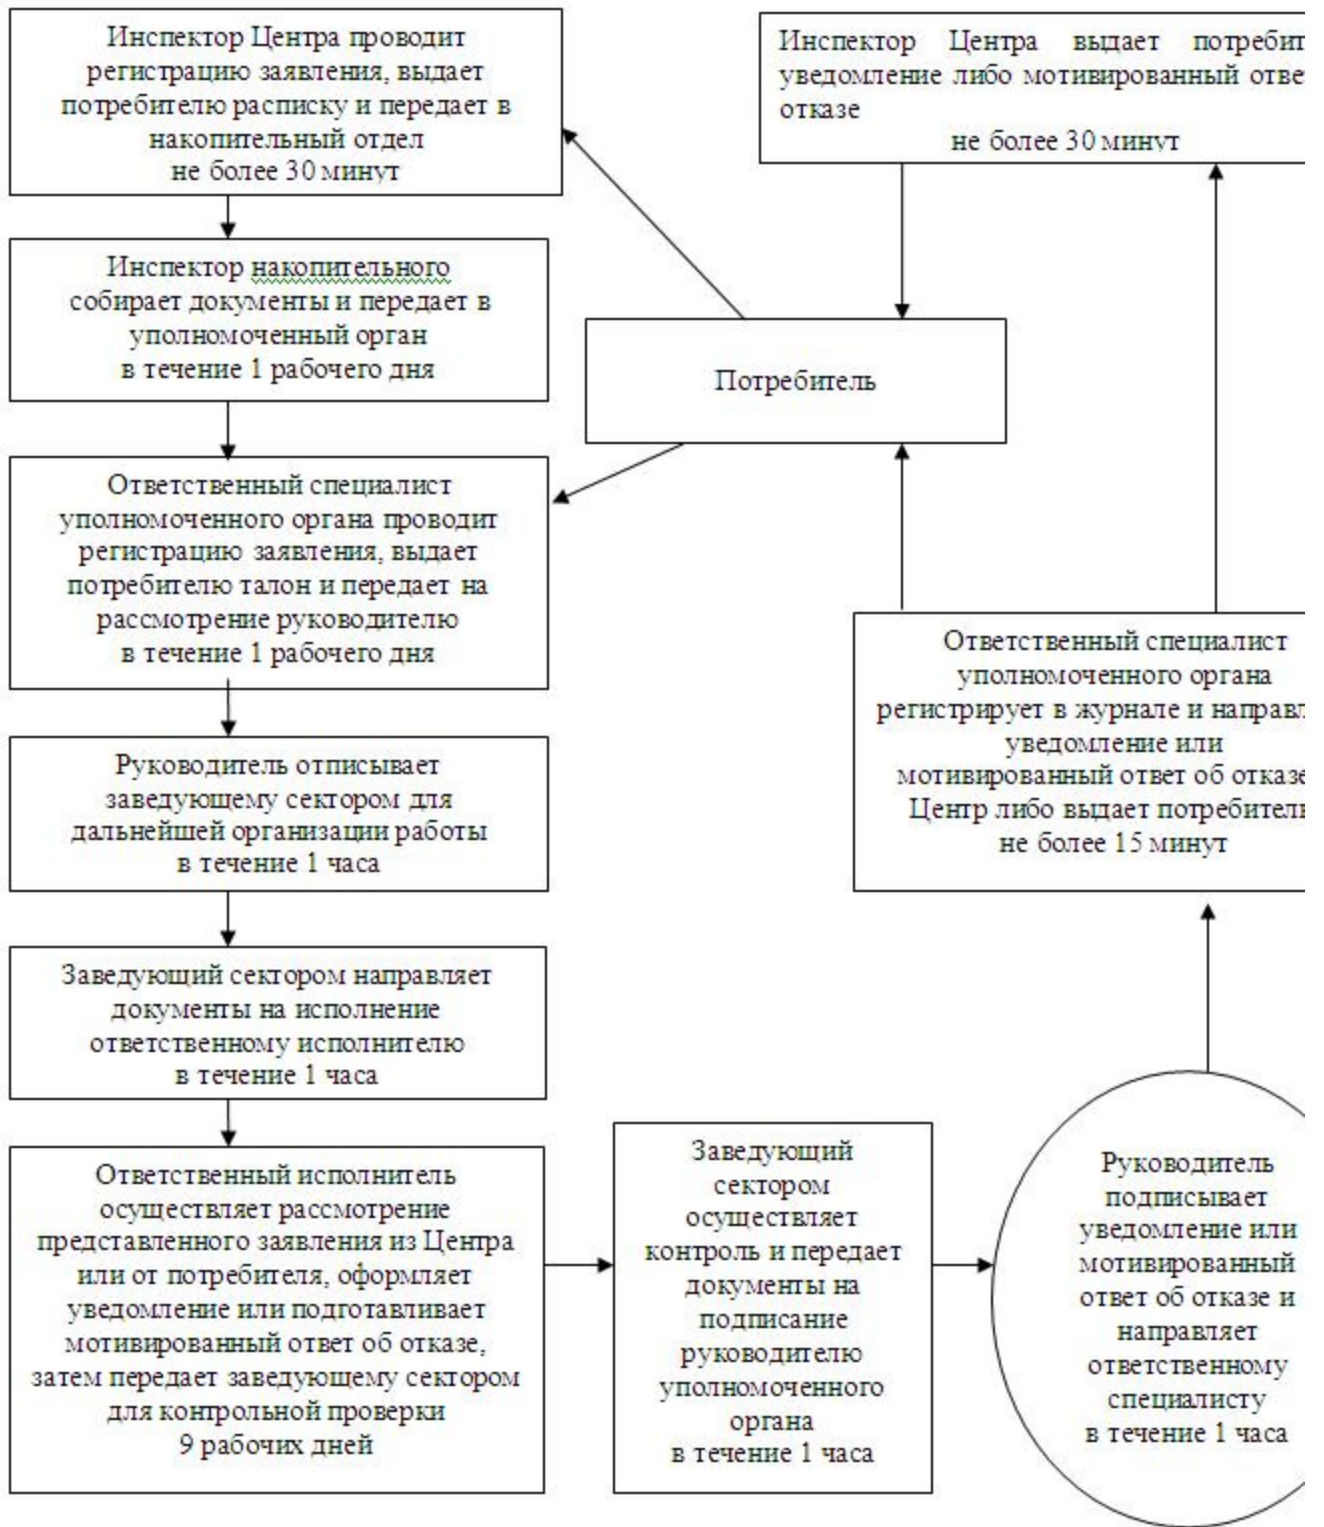 Инспектор Центра проводит
регистрацию заявления, выдает
потребителю расписку и передает в
накопительный отдел
не более 30 минут
Инспектор Центра выдает
уведомление либо мотивированный
отказе
не более 30 минут
Инспектор накопительного
собирает документы и передает в
уполномоченный орган
в течение 1 рабочего дня
Потребитель
Ответственный специалист
уполномоченного органа проводит
регистрацию заявления, выдает
потребителю талон и передает на
рассмотрение руководителю
в течение 1 рабочего дня
Руководитель отписывает
заведующему сектором для
дальнейшей организации работы
в течение 1 часа
Ответственный специалист
уполномоченного органа
регистрирует в журнале и
уведомление или
мотивированный ответ об отказе
Центр либо выдает
не более 15 минут
Заведующий сектором направляет
документы на исполнение
ответственному исполнителю
в течение 1 часа
Ответственный исполнитель
осуществляет рассмотрение
представленного заявления из Центра
или от потребителя, оформляет
уведомление или подготавливает
мотивированный ответ об отказе,
затем передает заведующему сектором
для контрольной проверки
9 рабочих дней
Заведующий
сектором
осуществляет
контроль и передает
документы на
подписание
руководителю
уполномоченного
органа
в течение 1 часа
Руководитель
подписывает
уведомление или
мотивированный
ответ об отказе и
направляет
ответственному
специалисту
в течение 1 часа